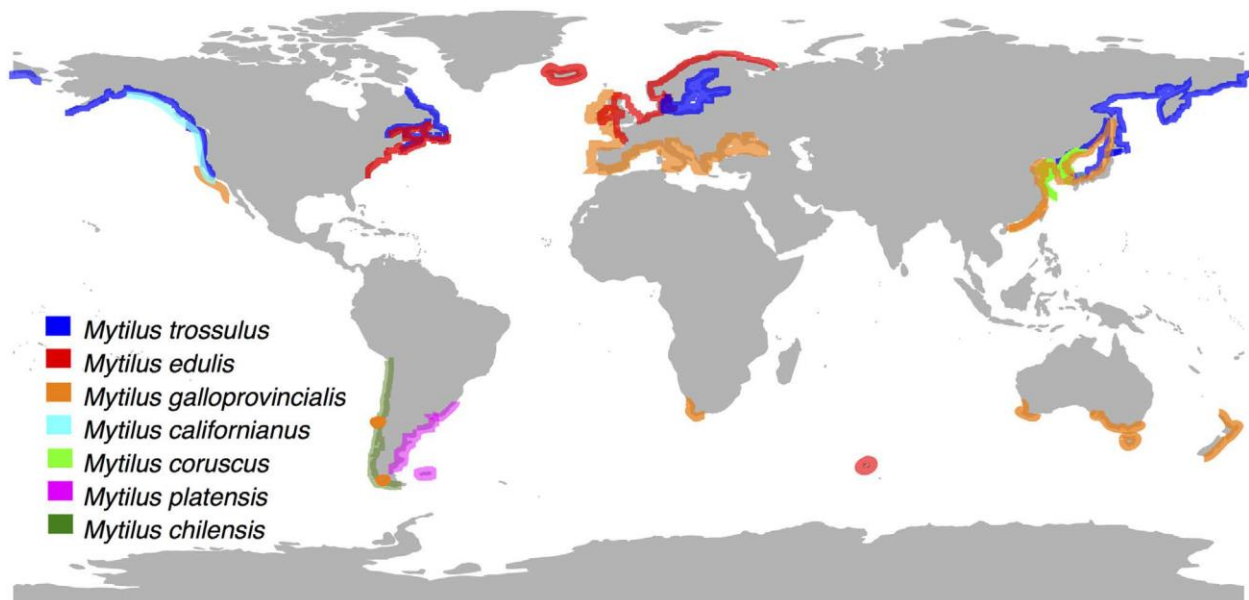 Mytilus trossulus
Mytilus edulis
Mytilus galloprovincialis
Mytilus californianus
Mytilus coruscus
Mytilus platensis
Mytilus chilensis